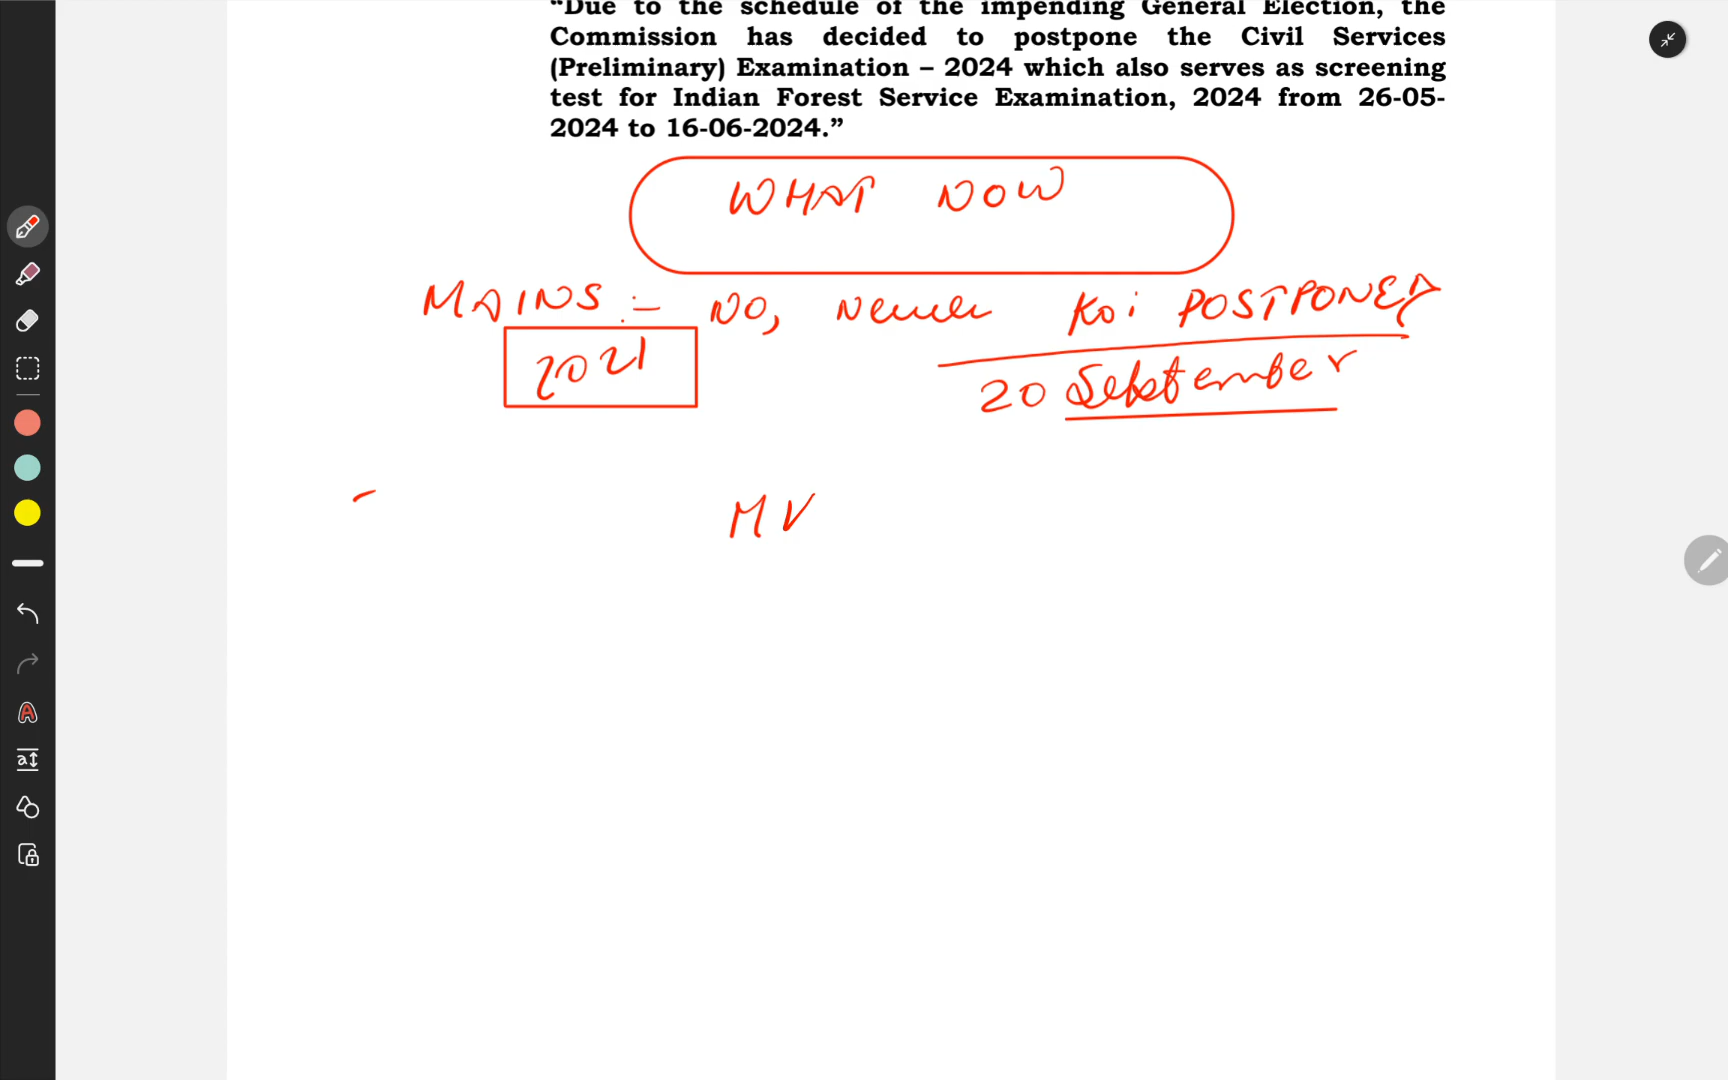 “Due to the schedule of the impending General Election, the
Commission has decided to postpone the Civil Services
(Preliminary) Examination – 2024 which also serves as screening
test for Indian Forest Service Examination, 2024 from 26-05-
2024 to 16-06-2024.”
WHAT NOW
MAINS :- NO, Koi POSTPONED
2021
20 September
MV